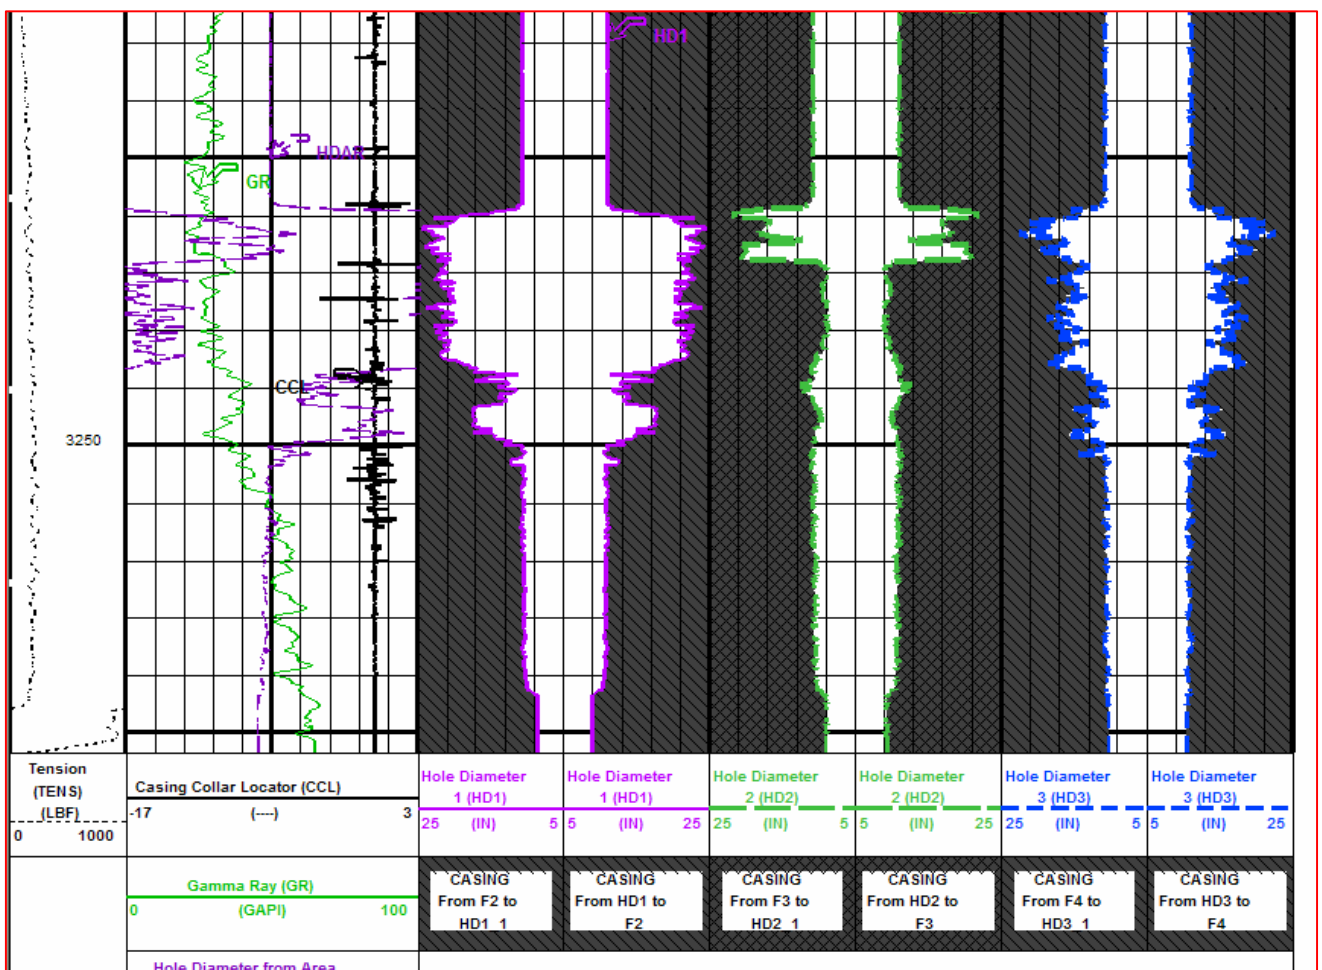 HD1
HDAR
GR
CCL
3250
Tension
(TENS)
(LBF)
0 1000
Casing Collar Locator (CCL)
-17 (----) 3
Gamma Ray (GR)
0 (GAPI) 100
Hole Diameter from Area
Hole Diameter
1 (HD1)
25 (IN) 5
Hole Diameter
1 (HD1)
5 (IN) 25
Hole Diameter
2 (HD2)
25 (IN) 5
Hole Diameter
2 (HD2)
5 (IN) 25
Hole Diameter
3 (HD3)
25 (IN) 5
Hole Diameter
3 (HD3)
5 (IN) 25
CASING
From F2 to
HD1_1
CASING
From HD1 to
F2
CASING
From F3 to
HD2_1
CASING
From HD2 to
F3
CASING
From F4 to
HD3_1
CASING
From HD3 to
F4